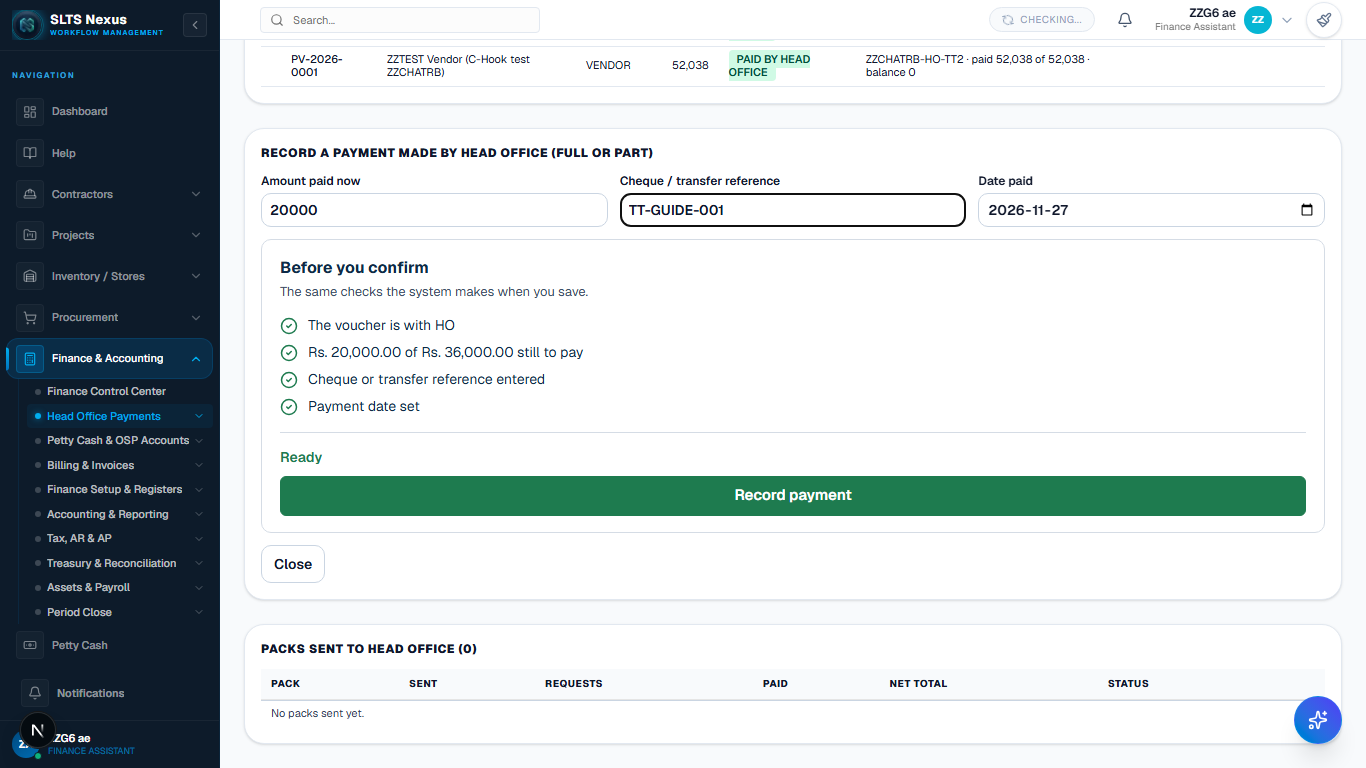 SLTS Nexus
WORKFLOW MANAGEMENT
Search...
CHECKING...
ZZG6 ae
Finance Assistant
ZZ
NAVIGATION
Dashboard
Help
Contractors
Projects
Inventory / Stores
Procurement
Finance & Accounting
Finance Control Center
Head Office Payments
Petty Cash & OSP Accounts
Billing & Invoices
Finance Setup & Registers
Accounting & Reporting
Tax, AR & AP
Treasury & Reconciliation
Assets & Payroll
Period Close
Petty Cash
Notifications
N
ZG6 ae
FINANCE ASSISTANT
PV-2026-
0001
ZZTEST Vendor (C-Hook test
ZZCHATRB)
VENDOR
52,038
PAID BY HEAD
OFFICE
ZZCHATRB-HO-TT2 · paid 52,038 of 52,038 ·
balance 0
RECORD A PAYMENT MADE BY HEAD OFFICE (FULL OR PART)
Amount paid now
Cheque / transfer reference
Date paid
20000
TT-GUIDE-001
2026-11-27
Before you confirm
The same checks the system makes when you save.
The voucher is with HO
Rs. 20,000.00 of Rs. 36,000.00 still to pay
Cheque or transfer reference entered
Payment date set
Ready
Record payment
Close
PACKS SENT TO HEAD OFFICE (0)
PACK SENT REQUESTS PAID NET TOTAL STATUS
No packs sent yet.